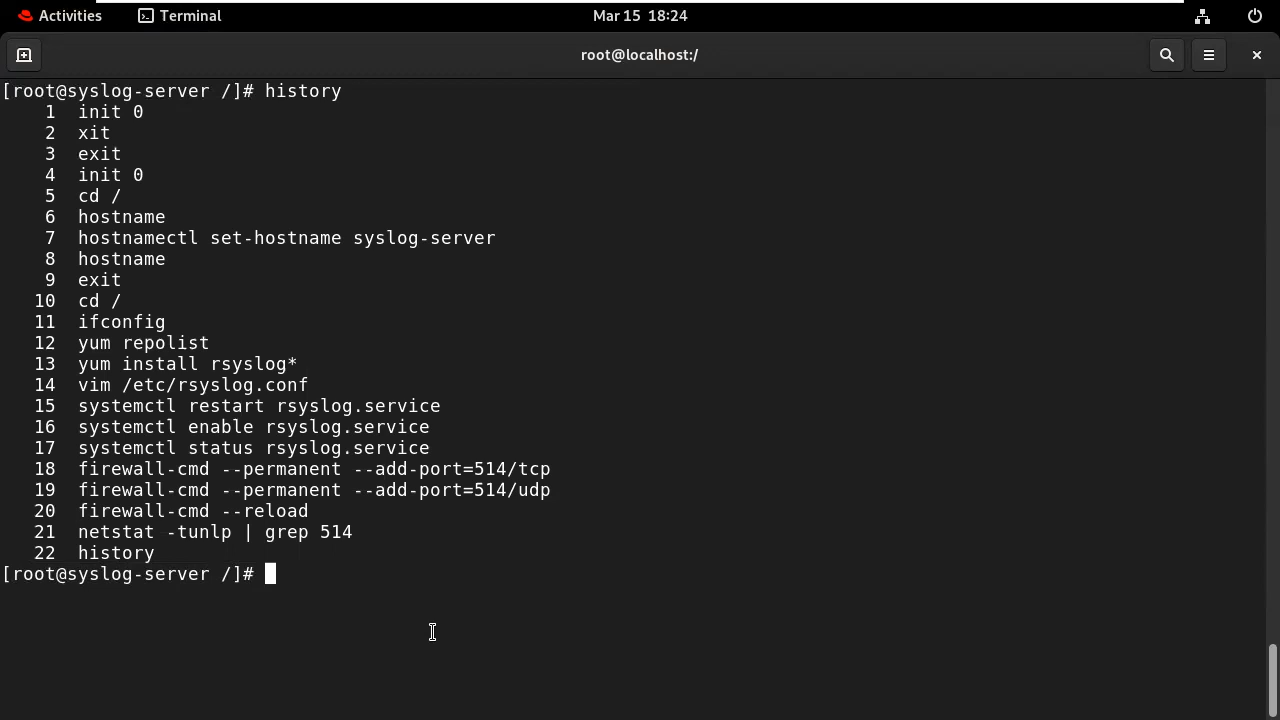 Activities Terminal Mar 15 18:24
root@localhost:/
[root@syslog-server /]# history
1 init 0
2 xit
3 exit
4 init 0
5 cd /
6 hostname
7 hostnamectl set-hostname syslog-server
8 hostname
9 exit
10 cd /
11 ifconfig
12 yum repolist
13 yum install rsyslog*
14 vim /etc/rsyslog.conf
15 systemctl restart rsyslog.service
16 systemctl enable rsyslog.service
17 systemctl status rsyslog.service
18 firewall-cmd --permanent --add-port=514/tcp
19 firewall-cmd --permanent --add-port=514/udp
20 firewall-cmd --reload
21 netstat -tunlp | grep 514
22 history
[root@syslog-server /]#